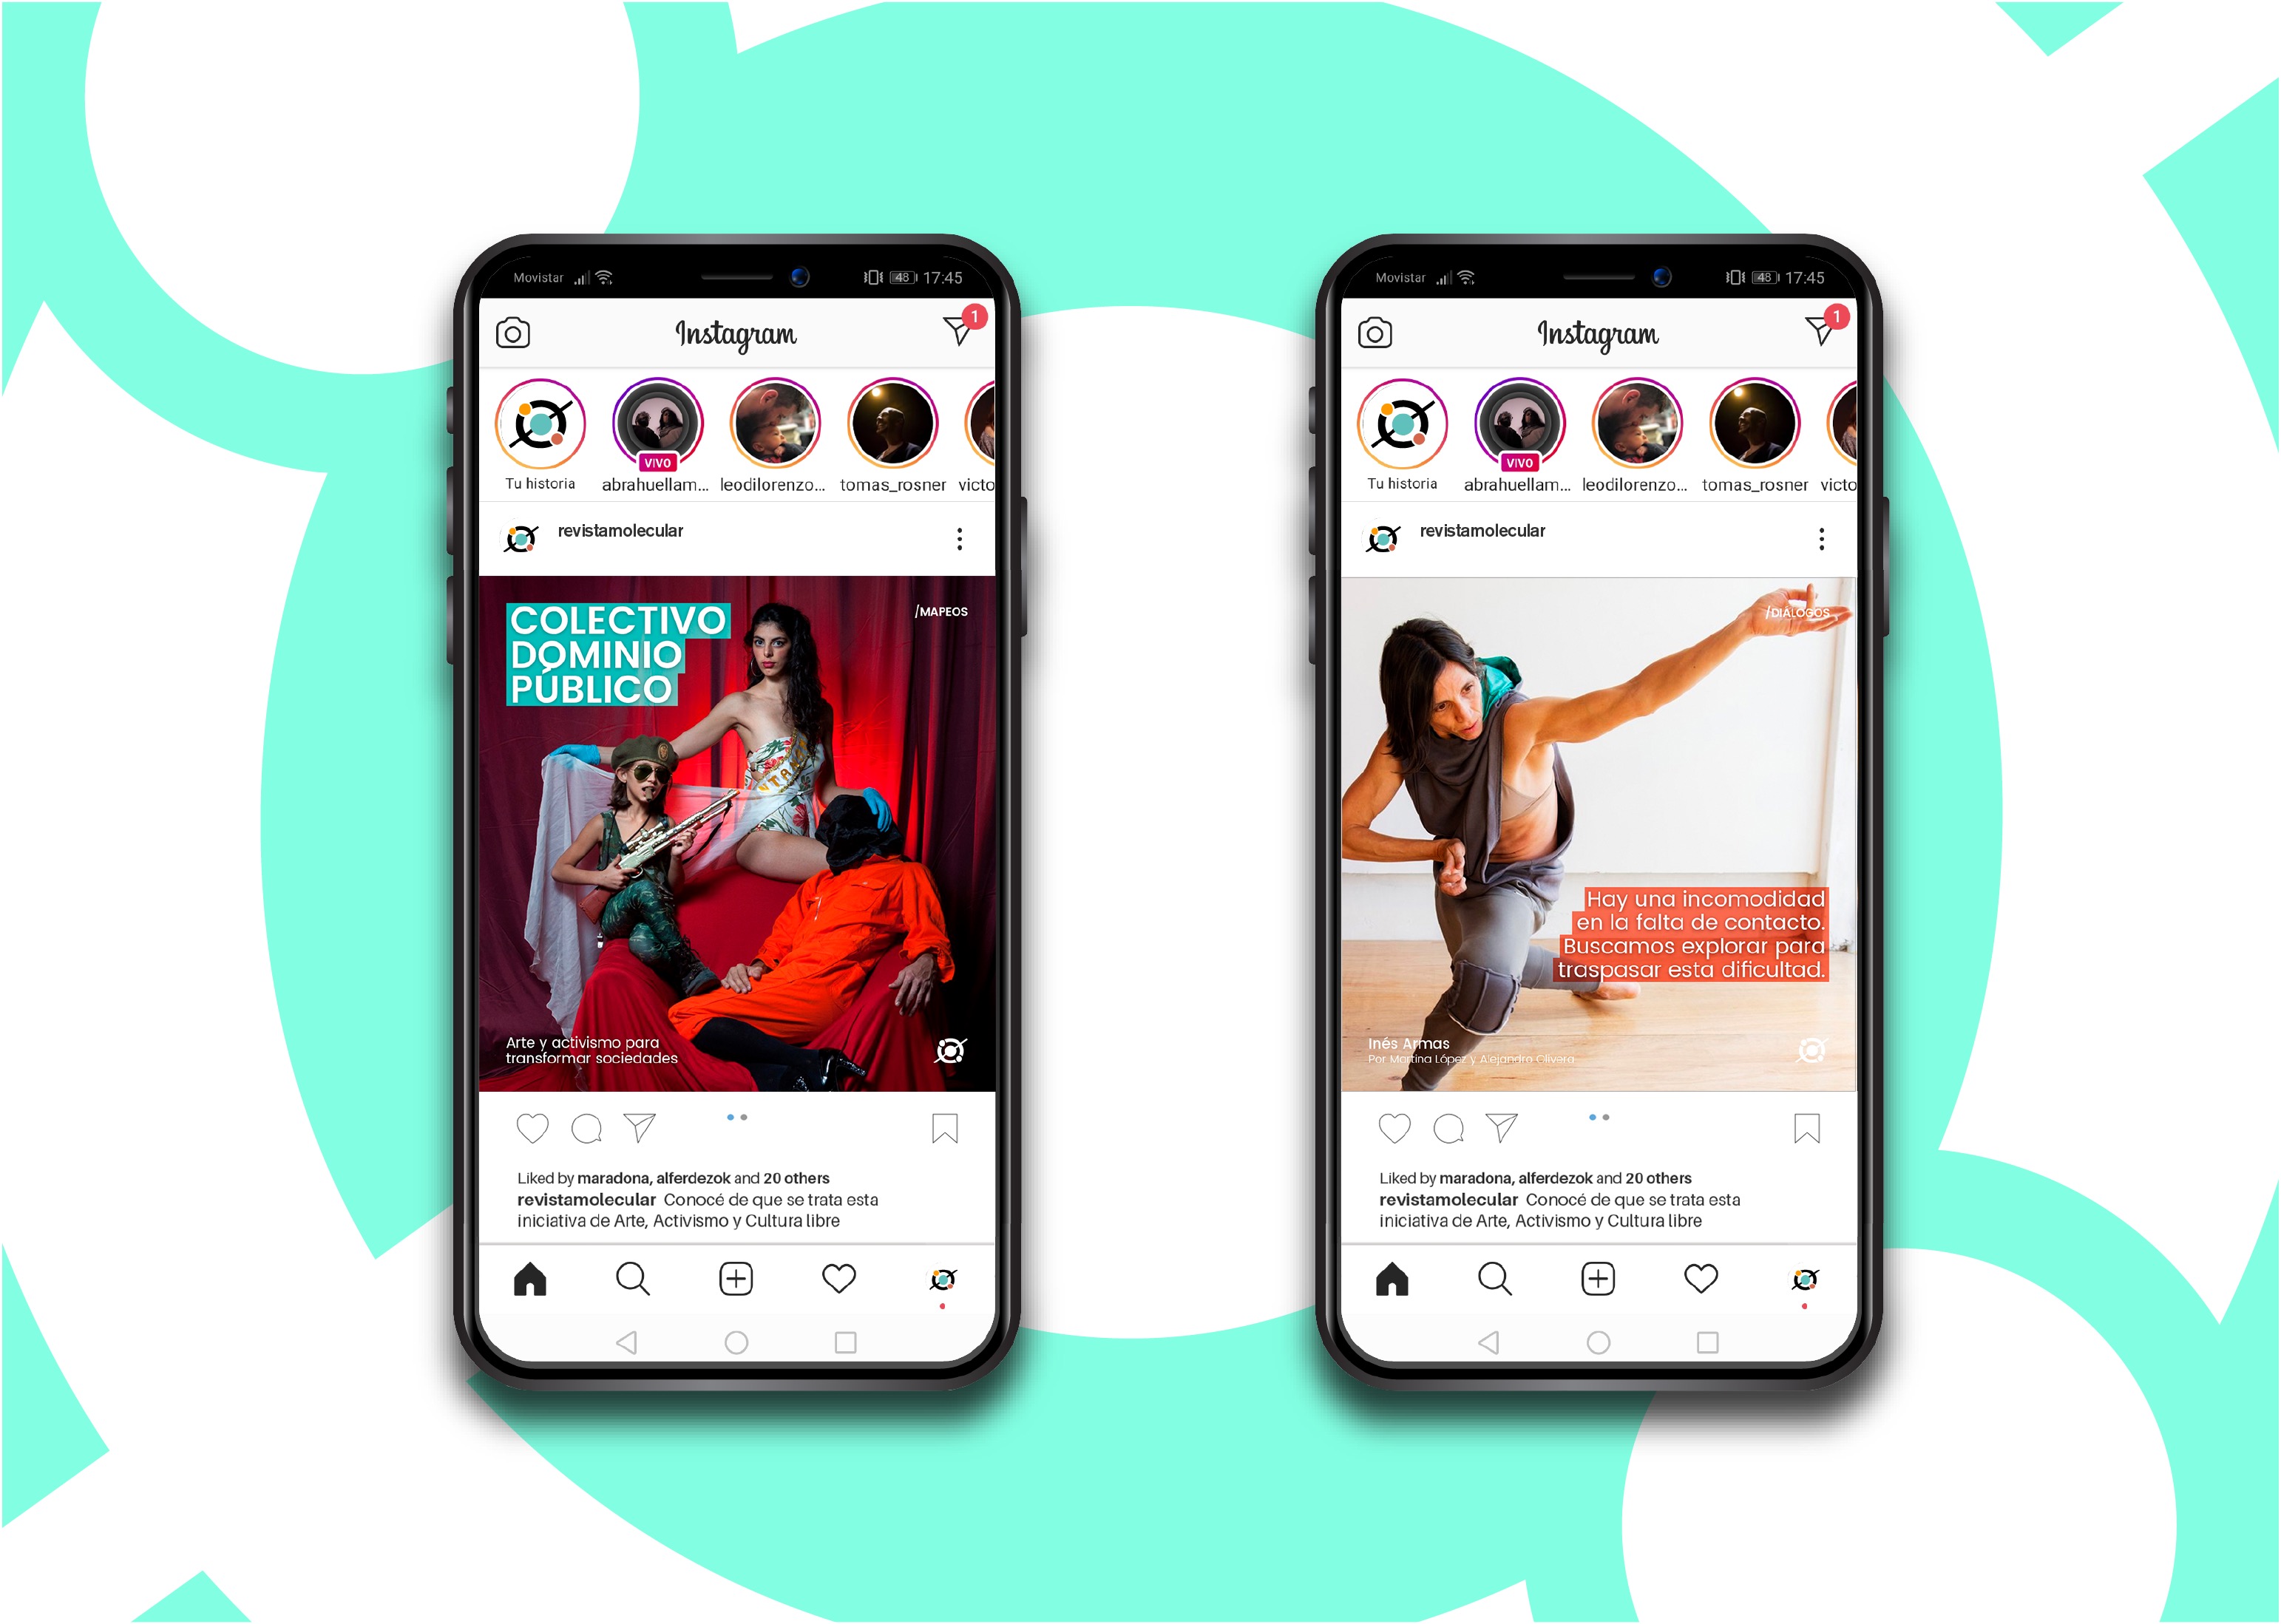 Movistar 48 17:45
Instagram 1
VIVO
Tu historia abrahuellam... leodilorenzo... tomas_rosner victo
revistamolecular
COLECTIVO
DOMINIO
PÚBLICO
/MAPEOS
Arte y activismo para
transformar sociedades
Liked by maradona, alferdezok and 20 others
revistamolecular Conocé de que se trata esta
iniciativa de Arte, Activismo y Cultura libre
Movistar 48 17:45
Instagram 1
VIVO
Tu historia abrahuellam... leodilorenzo... tomas_rosner victo
revistamolecular
/DIÁLOGOS
Hay una incomodidad
en la falta de contacto.
Buscamos explorar para
traspasar esta dificultad.
Inés Armas
Por Martina López y Alejandro Olivera
Liked by maradona, alferdezok and 20 others
revistamolecular Conocé de que se trata esta
iniciativa de Arte, Activismo y Cultura libre